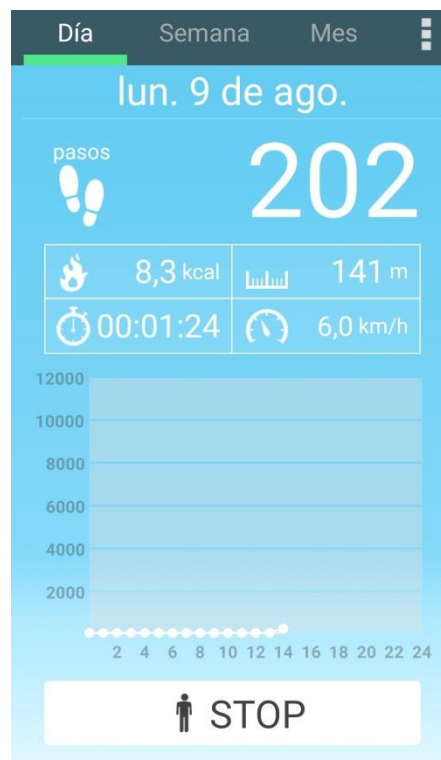 Día Semana Mes
lun. 9 de ago.
pasos
202
8,3 kcal 141 m
00:01:24 6,0 km/h
12000
10000
8000
6000
4000
2000
2 4 6 8 10 12 14 16 18 20 22 24
STOP